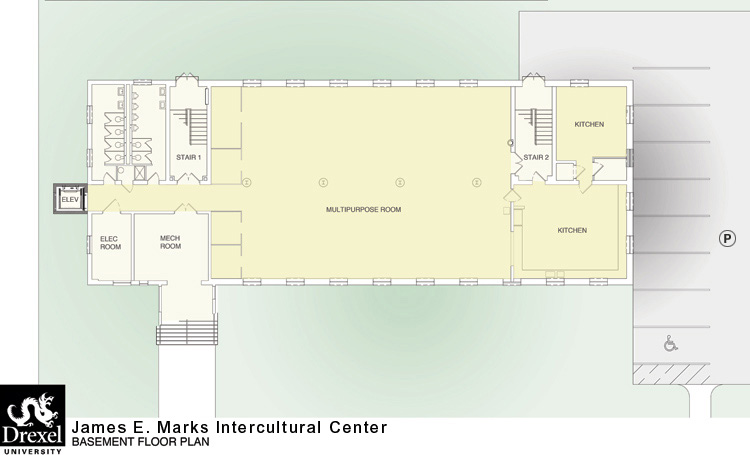 STAIR 1
STAIR 2
KITCHEN
ELEV
MULTIPURPOSE ROOM
KITCHEN
ELEC
ROOM
MECH
ROOM
P
Drexel
UNIVERSITY
James E. Marks Intercultural Center
BASEMENT FLOOR PLAN